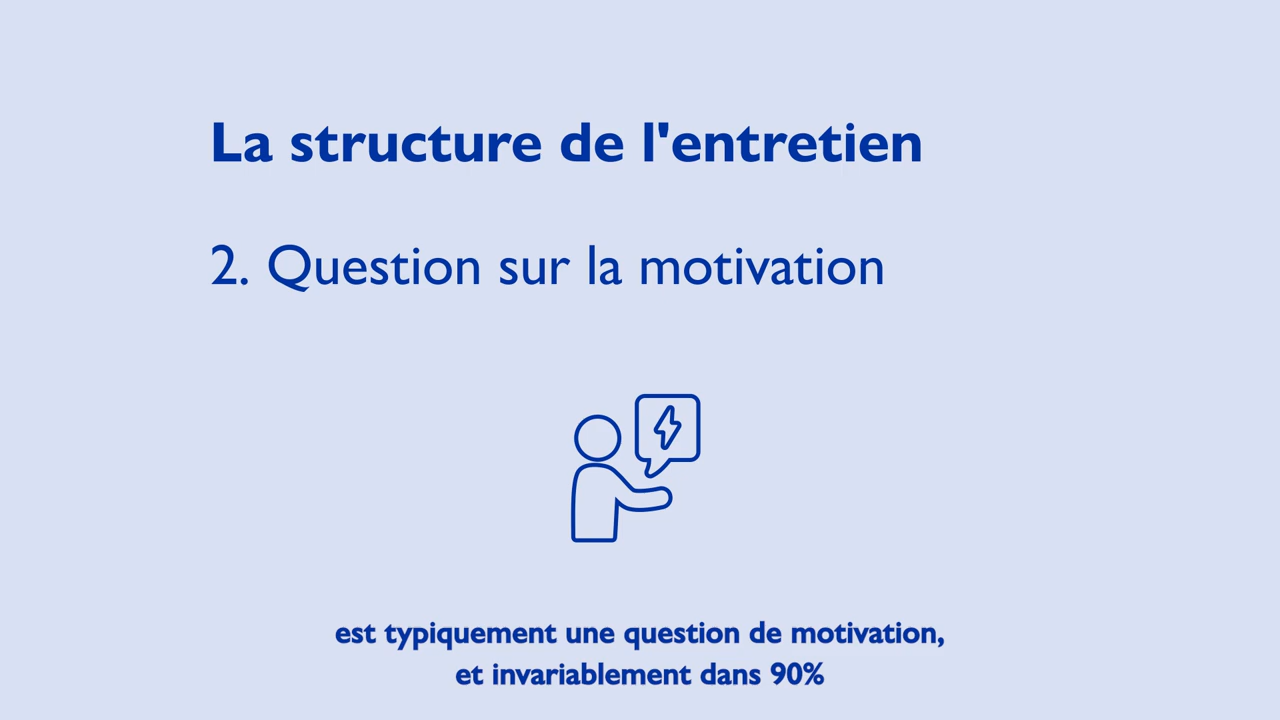 La structure de l'entretien
2. Question sur la motivation
est typiquement une question de motivation,
et invariablement dans 90%